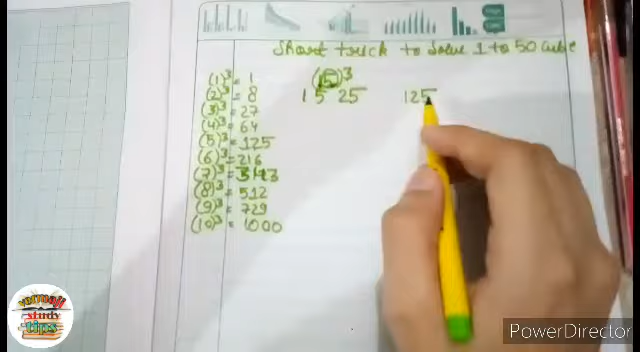 Short trick to solve 1 to 50 cube
(1)³ = 1
(2)³ = 8
(3)³ = 27
(4)³ = 64
(5)³ = 125
(6)³ = 216
(7)³ = 343
(8)³ = 512
(9)³ = 729
(10)³ = 1000
(15)³
1 5 25
125
study
tips
PowerDirector